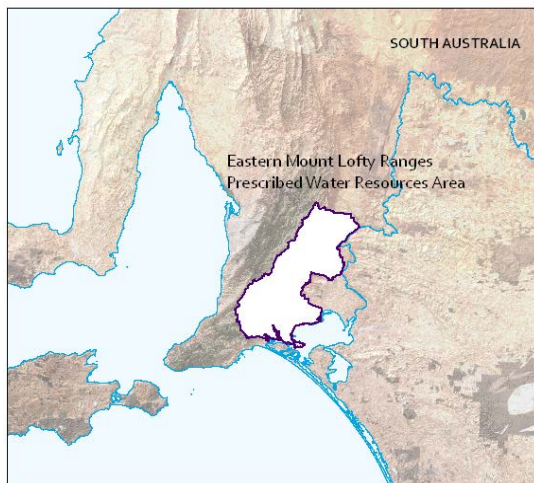 SOUTH AUSTRALIA
Eastern Mount Lofty Ranges
Prescribed Water Resources Area